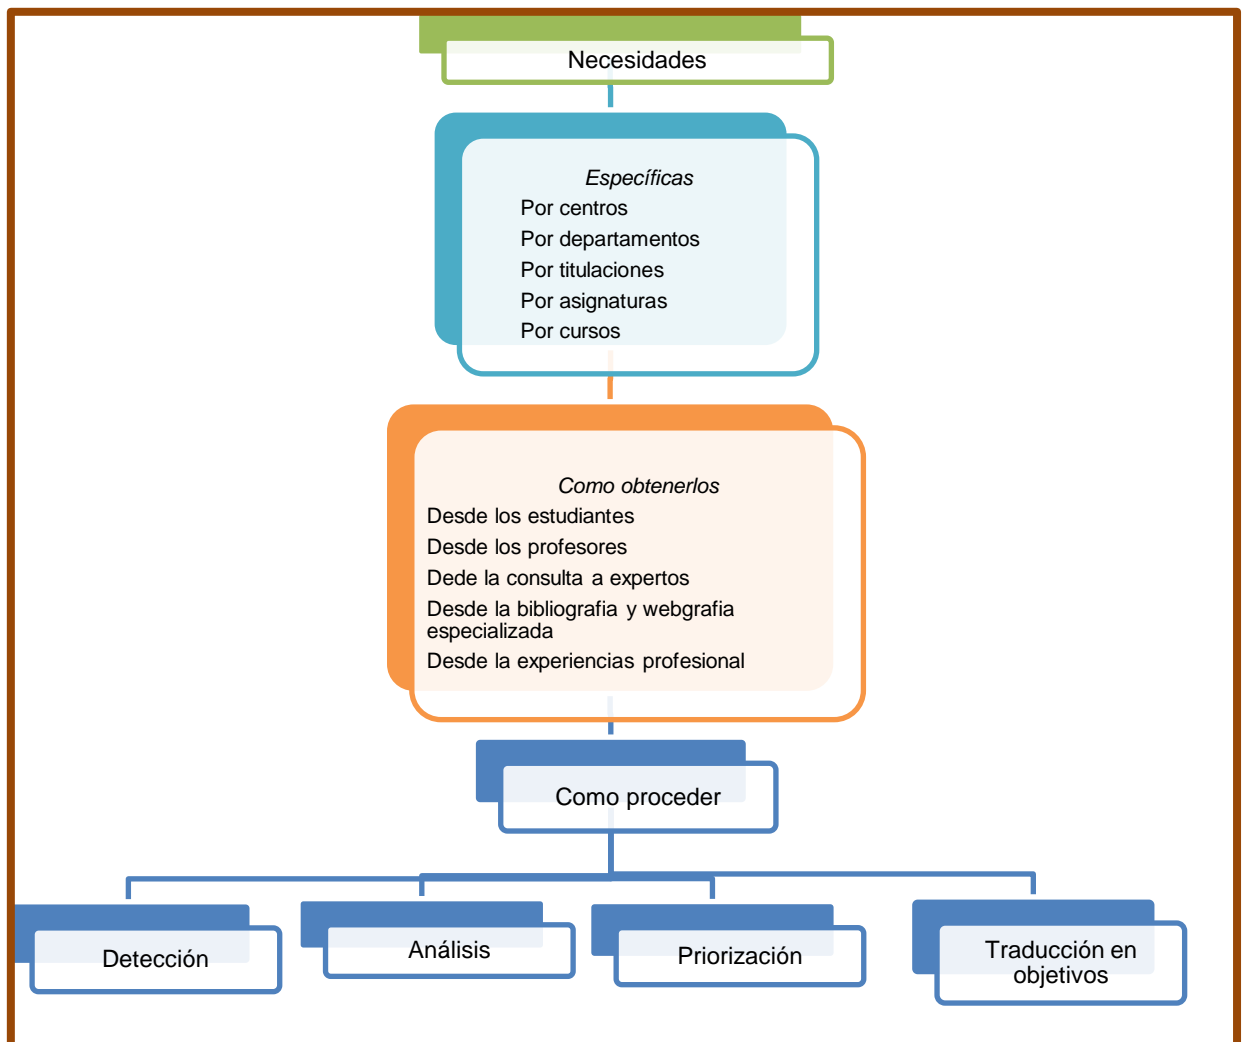 Necesidades
Específicas
Por centros
Por departamentos
Por titulaciones
Por asignaturas
Por cursos
Como obtenerlos
Desde los estudiantes
Desde los profesores
Dede la consulta a expertos
Desde la bibliografia y webgrafia
especializada
Desde la experiencias profesional
Como proceder
Detección
Análisis
Priorización
Traducción en
objetivos